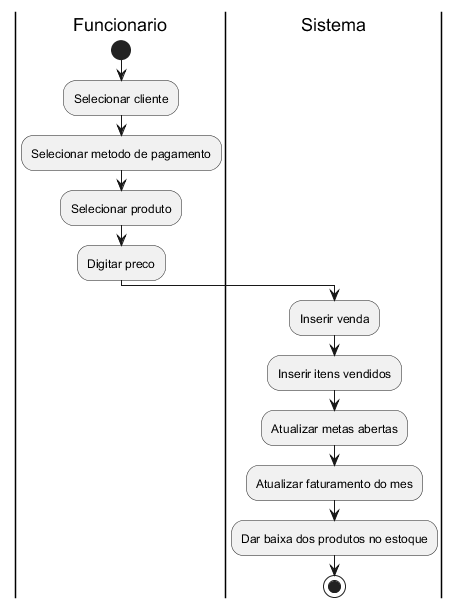 Funcionario
Sistema
Selecionar cliente
Selecionar metodo de pagamento
Selecionar produto
Digitar preco
Inserir venda
Inserir itens vendidos
Atualizar metas abertas
Atualizar faturamento do mes
Dar baixa dos produtos no estoque